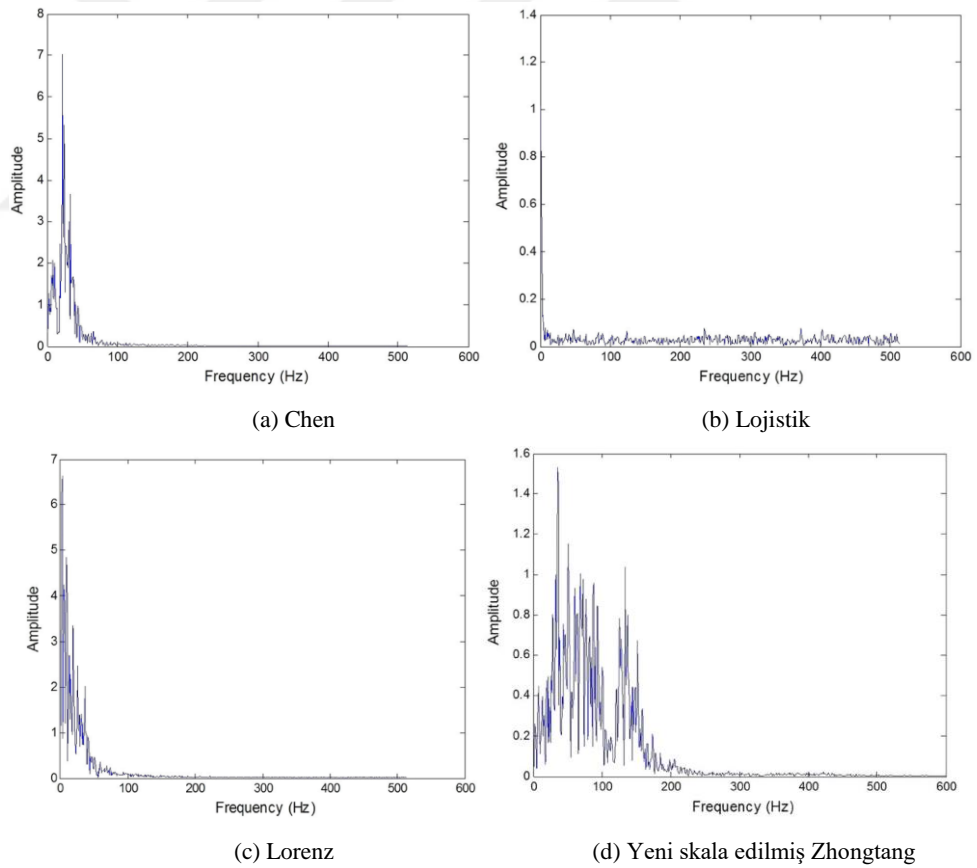 8
7
6
5
4
3
2
1
0
Amplitude
0 100 200 300 400 500 600
Frequency (Hz)
(a) Chen
1.4
1.2
1
0.8
0.6
0.4
0.2
0
Amplitude
0 100 200 300 400 500 600
Frequency (Hz)
(b) Lojistik
7
6
5
4
3
2
1
0
Amplitude
0 100 200 300 400 500 600
Frequency (Hz)
(c) Lorenz
1.6
1.4
1.2
1
0.8
0.6
0.4
0.2
0
Amplitude
0 100 200 300 400 500 600
Frequency (Hz)
(d) Yeni skala edilmiş Zhongtang